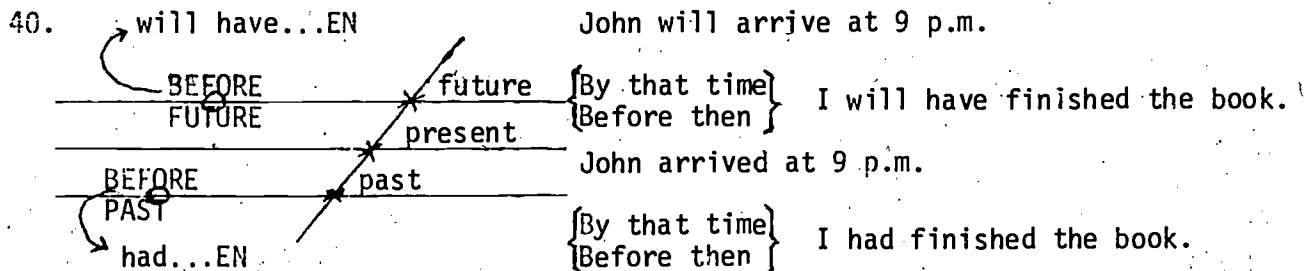 40. will have...EN John will arrive at 9 p.m.
BEFORE future {By that time} I will have finished the book.
FUTURE {Before then}
present
John arrived at 9 p.m.
BEFORE past
PAST
{By that time} I had finished the book.
had...EN {Before then}